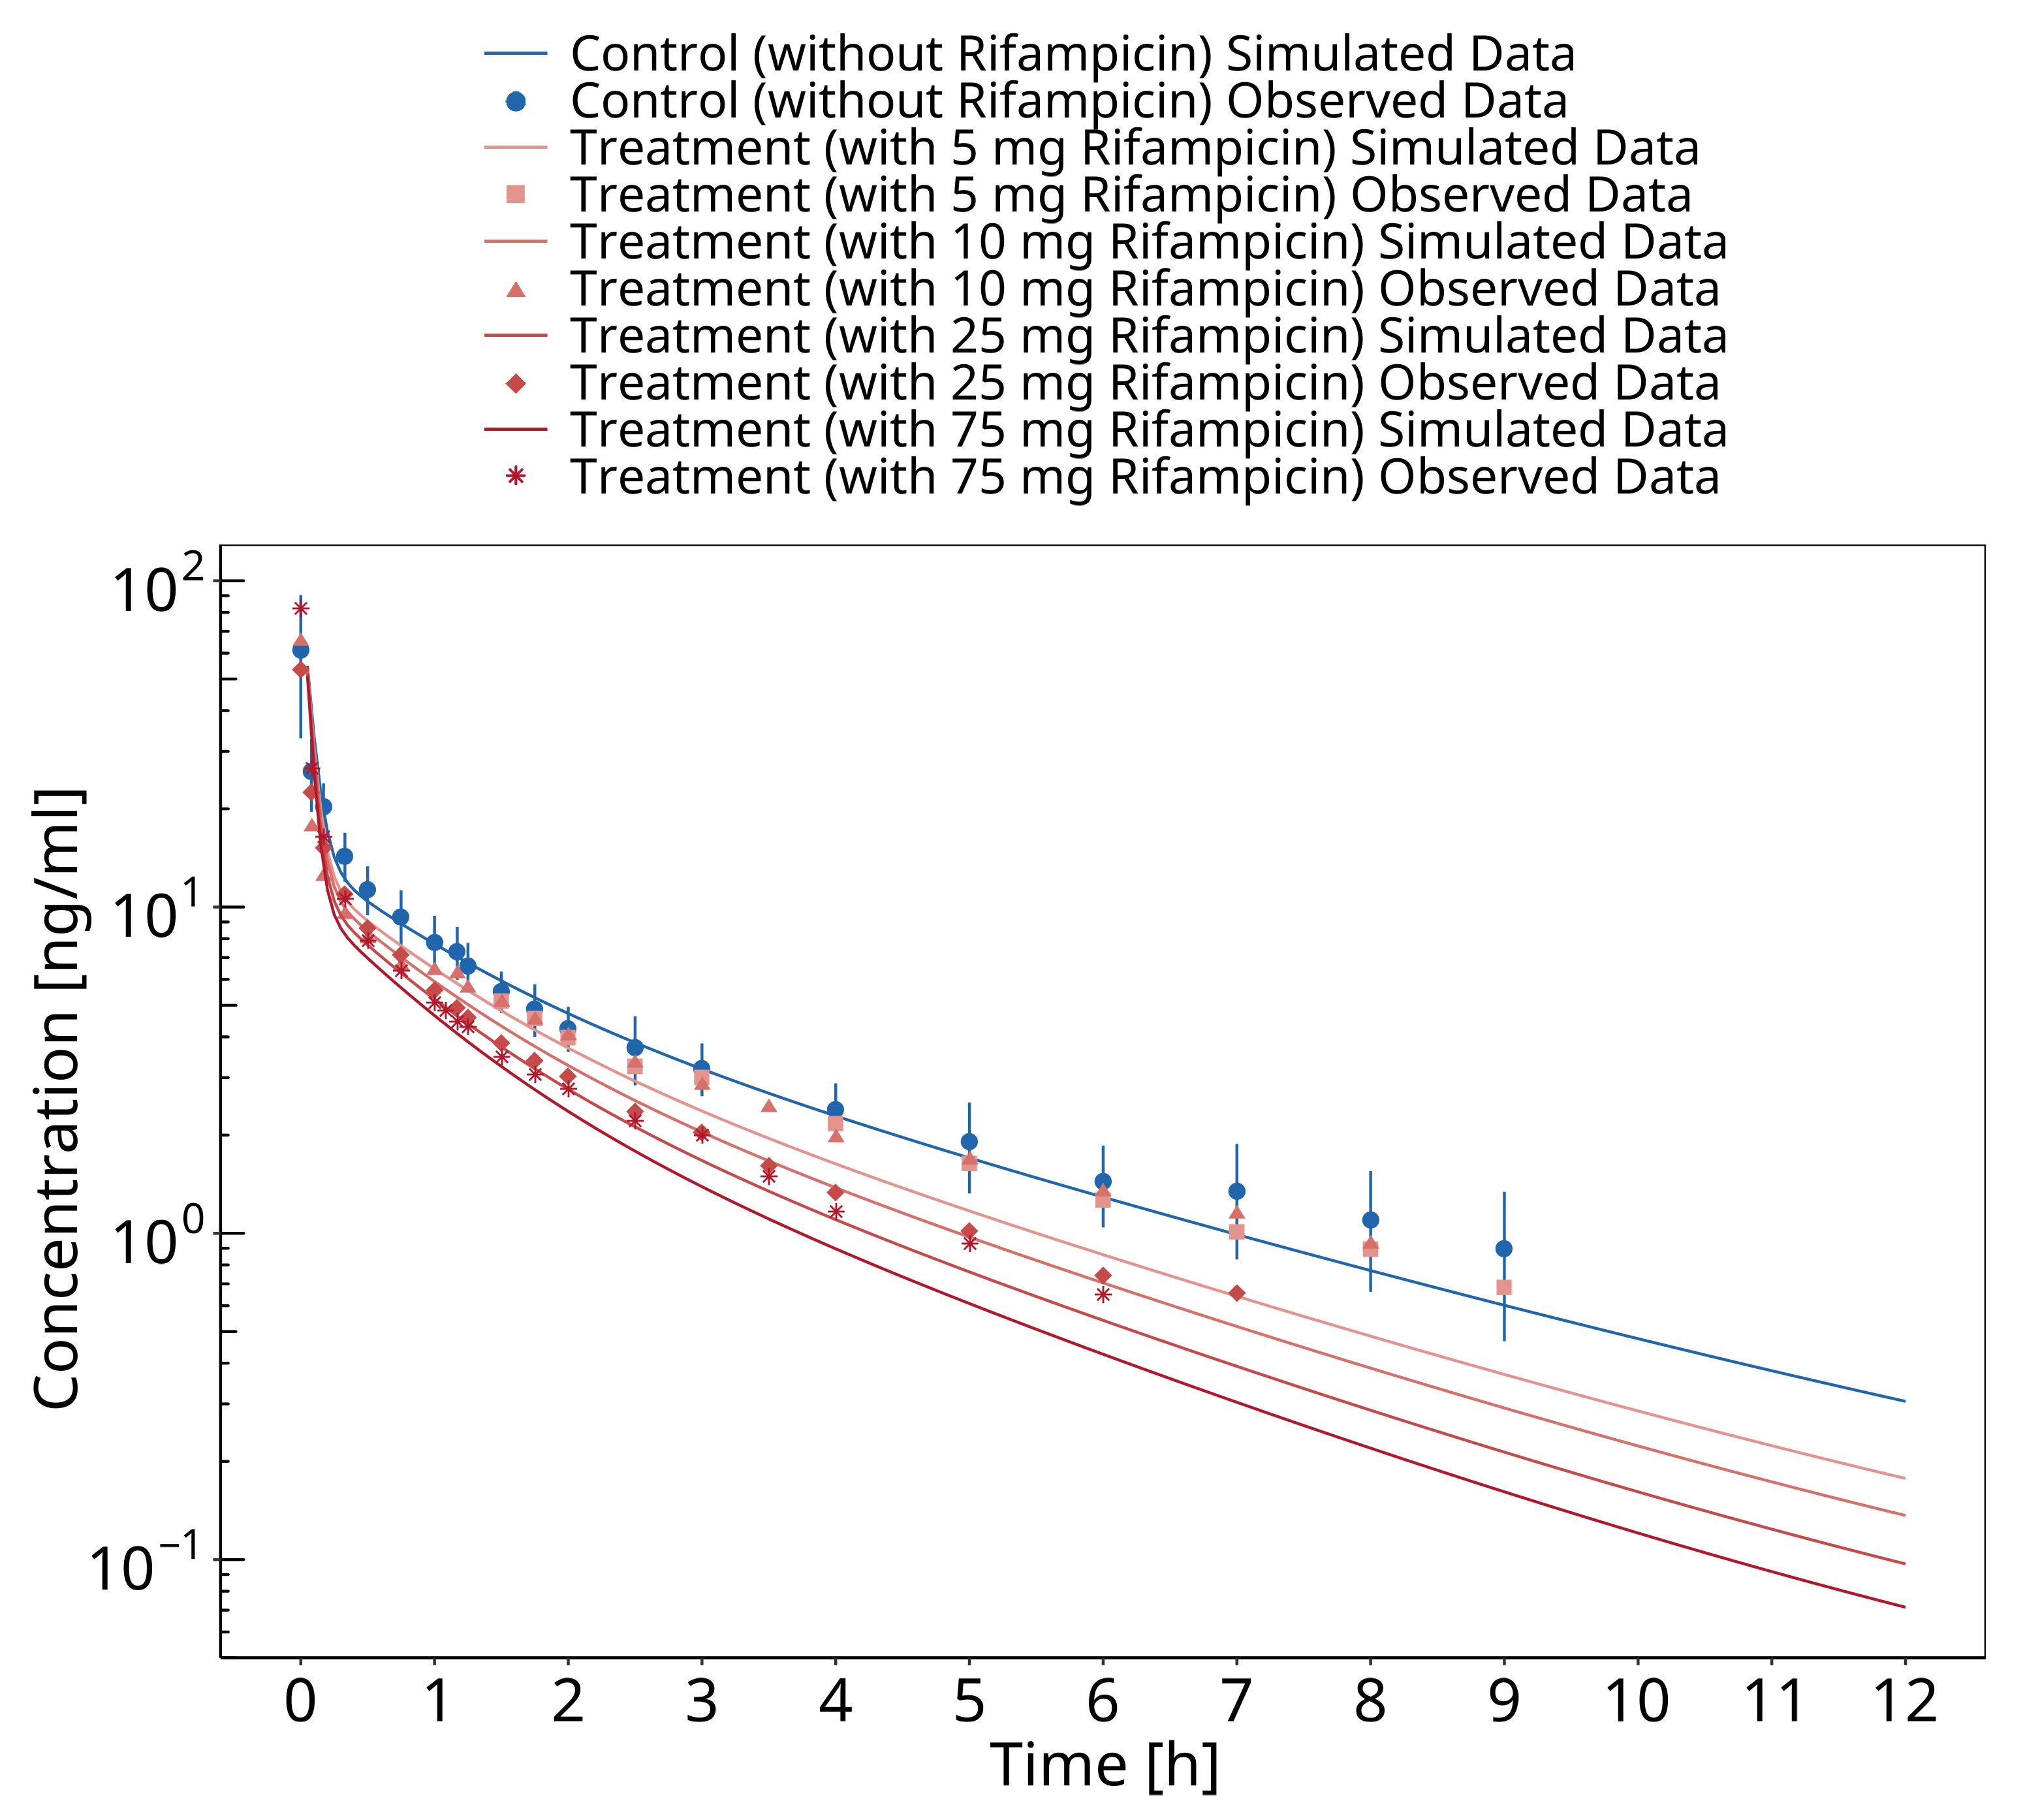 Control (without Rifampicin) Simulated Data
Control (without Rifampicin) Observed Data
Treatment (with 5 mg Rifampicin) Simulated Data
Treatment (with 5 mg Rifampicin) Observed Data
Treatment (with 10 mg Rifampicin) Simulated Data
Treatment (with 10 mg Rifampicin) Observed Data
Treatment (with 25 mg Rifampicin) Simulated Data
Treatment (with 25 mg Rifampicin) Observed Data
Treatment (with 75 mg Rifampicin) Simulated Data
Treatment (with 75 mg Rifampicin) Observed Data
Concentration [ng/ml]
10²
10¹
10⁰
10⁻¹
0 1 2 3 4 5 6 7 8 9 10 11 12
Time [h]